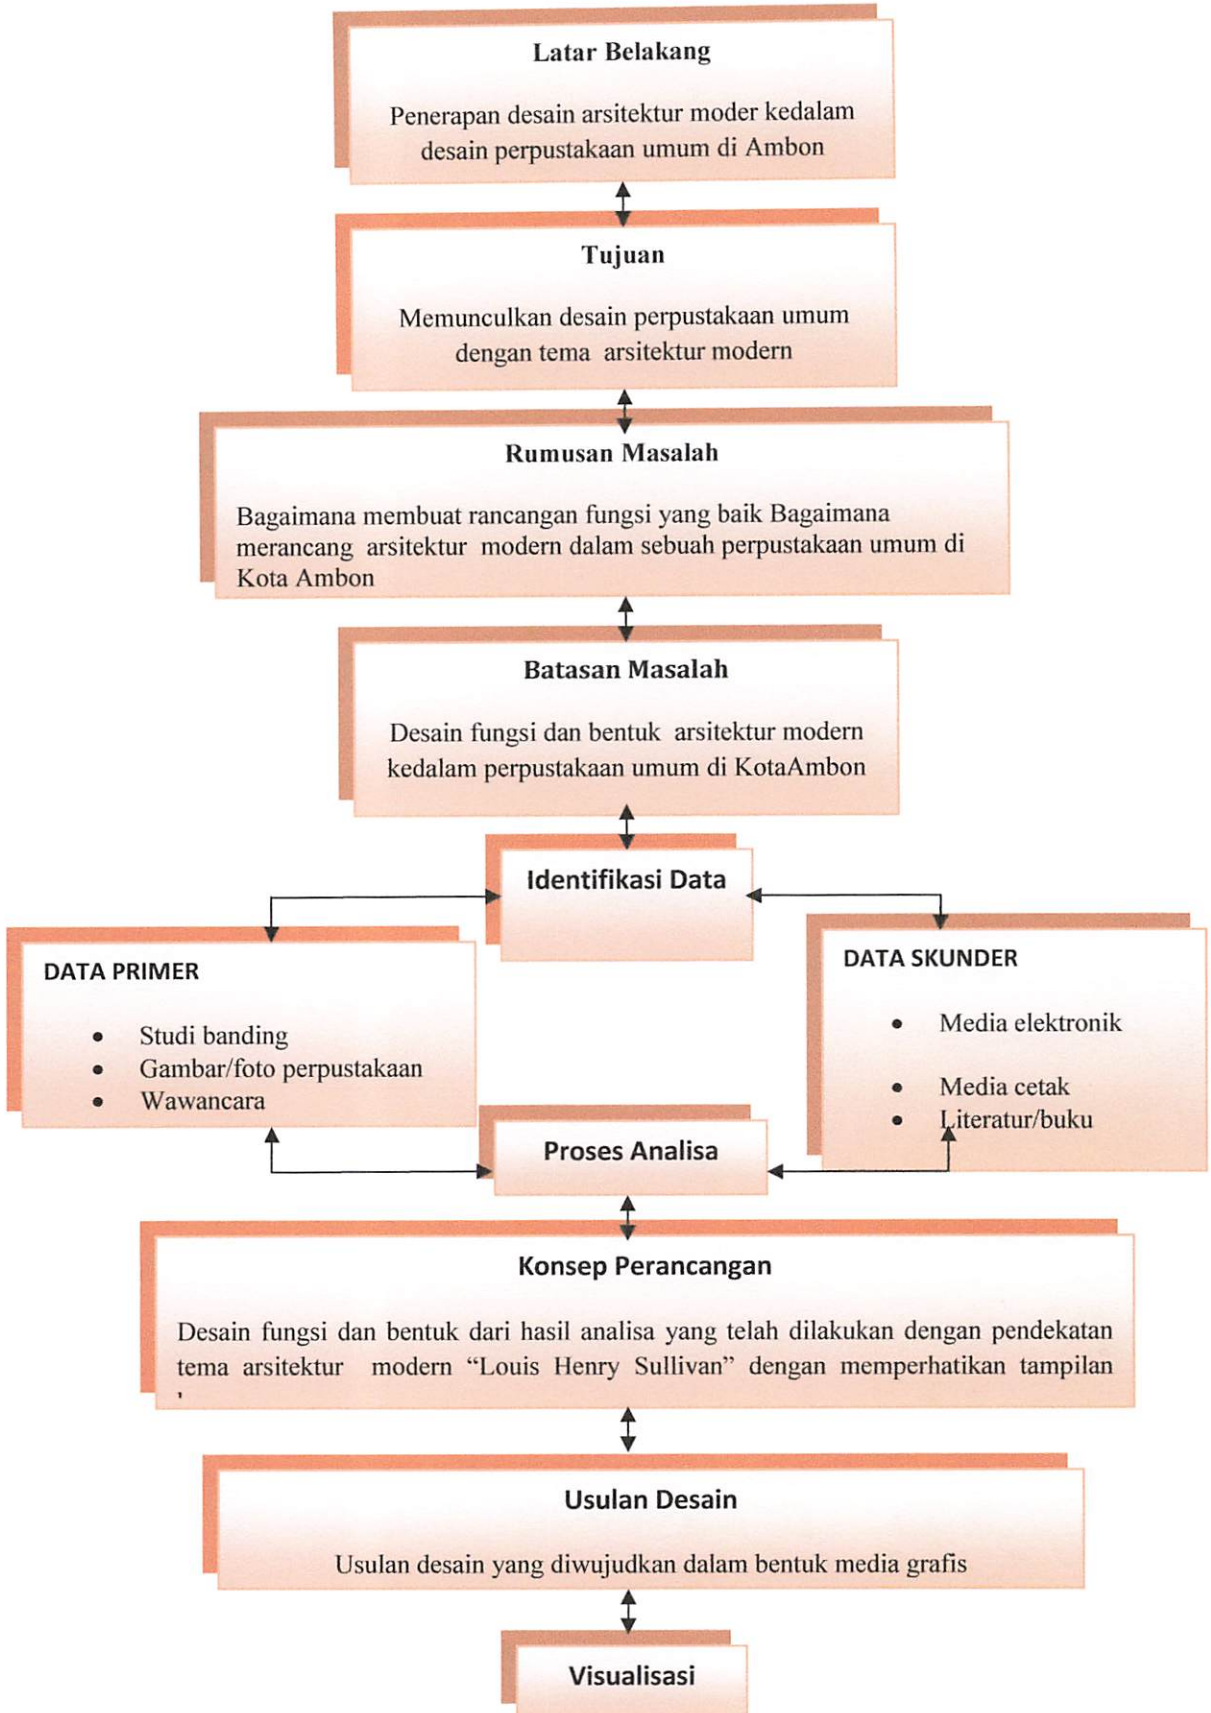 Latar Belakang
Penerapan desain arsitektur moder kedalam
desain perpustakaan umum di Ambon
Tujuan
Memunculkan desain perpustakaan umum
dengan tema arsitektur modern
Rumusan Masalah
Bagaimana membuat rancangan fungsi yang baik Bagaimana
merancang arsitektur modern dalam sebuah perpustakaan umum di
Kota Ambon
Batasan Masalah
Desain fungsi dan bentuk arsitektur modern
kedalam perpustakaan umum di KotaAmbon
Identifikasi Data
DATA PRIMER
• Studi banding
• Gambar/foto perpustakaan
• Wawancara
DATA SKUNDER
• Media elektronik
• Media cetak
• Literatur/buku
Proses Analisa
Konsep Perancangan
Desain fungsi dan bentuk dari hasil analisa yang telah dilakukan dengan pendekatan
tema arsitektur modern “Louis Henry Sullivan” dengan memperhatikan tampilan
Usulan Desain
Usulan desain yang diwujudkan dalam bentuk media grafis
Visualisasi